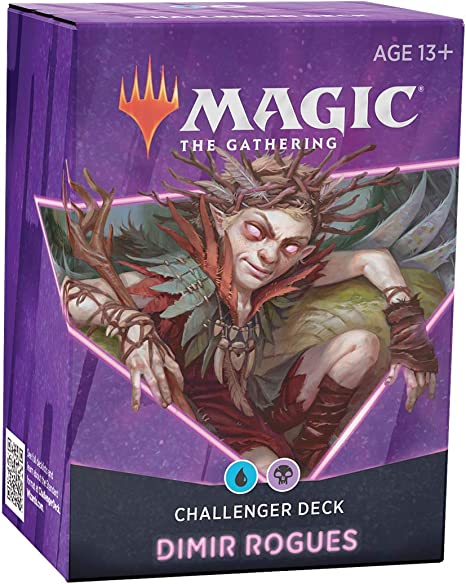 AGE 13+
MAGIC®
THE GATHERING
CHALLENGER DECK
DIMIR ROGUES